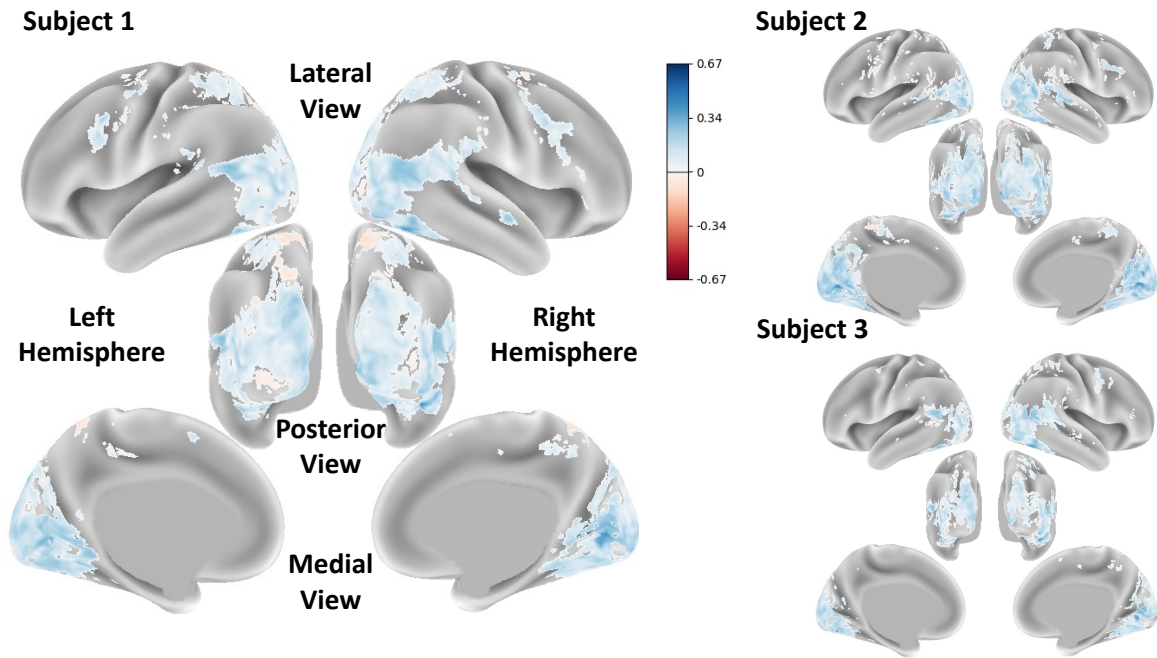 Subject 1
Lateral
View
Left
Hemisphere
Right
Hemisphere
Posterior
View
Medial
View
0.67
0.34
0
-0.34
-0.67
Subject 2
Subject 3